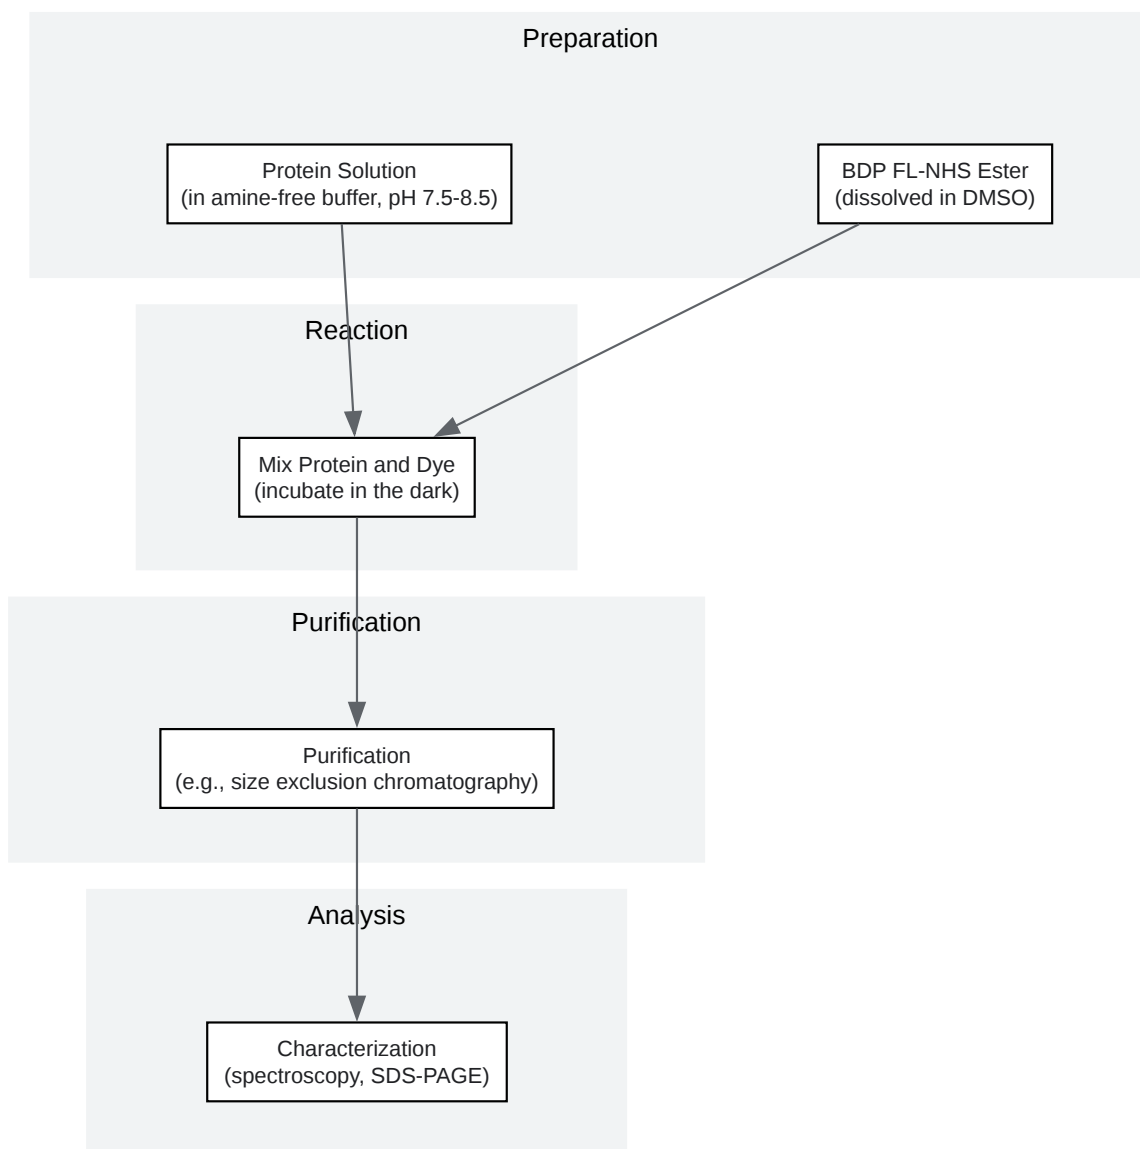 Preparation
Protein Solution
(in amine-free buffer, pH 7.5-8.5)
BDP FL-NHS Ester
(dissolved in DMSO)
Reaction
Mix Protein and Dye
(incubate in the dark)
Purification
Purification
(e.g., size exclusion chromatography)
Analysis
Characterization
(spectroscopy, SDS-PAGE)